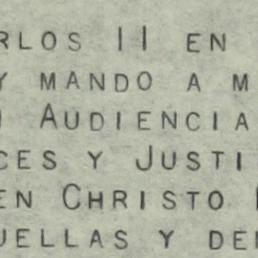 RLOS II EN
Y MANDO A M
AUDIENCIA
CES Y JUSTI
EN CHRISTO
UELLAS Y DE